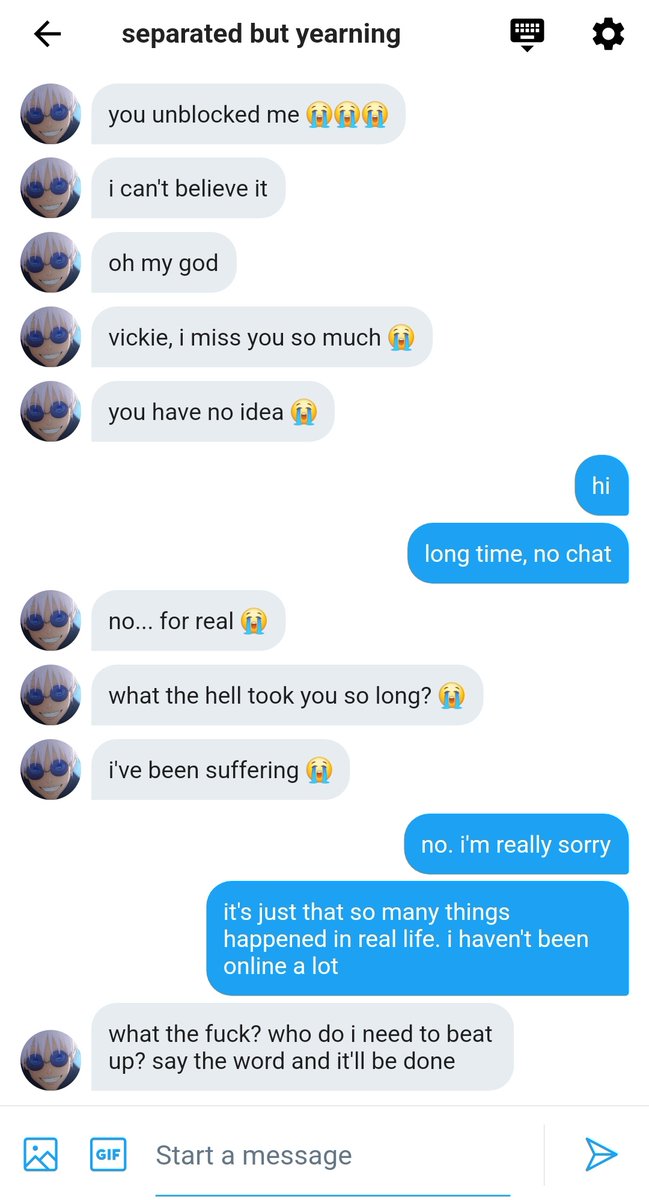 separated but yearning
you unblocked me 😭😭😭
i can't believe it
oh my god
vickie, i miss you so much 😭
you have no idea 😭
hi
long time, no chat
no... for real 😭
what the hell took you so long? 😭
i've been suffering 😭
no. i'm really sorry
it's just that so many things
happened in real life. i haven't been
online a lot
what the fuck? who do i need to beat
up? say the word and it'll be done
GIF
Start a message